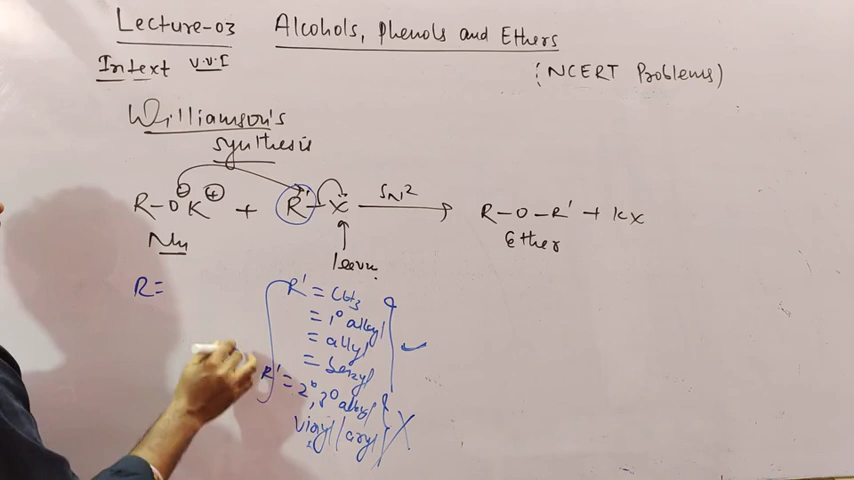 Lecture-03 Alcohols, Phenols and Ethers
Intext V.V.I (NCERT Problems)
Williamson's
synthesis
R-O⊖ K⊕ + R'-X SN2 → R-O-R' + KX
Nu Ether
leavin
R= R' = CH3
= 1° alkyl
= allyl
= Benzyl
R' = 2°, 3° alkyl
Vinyl/aryl X